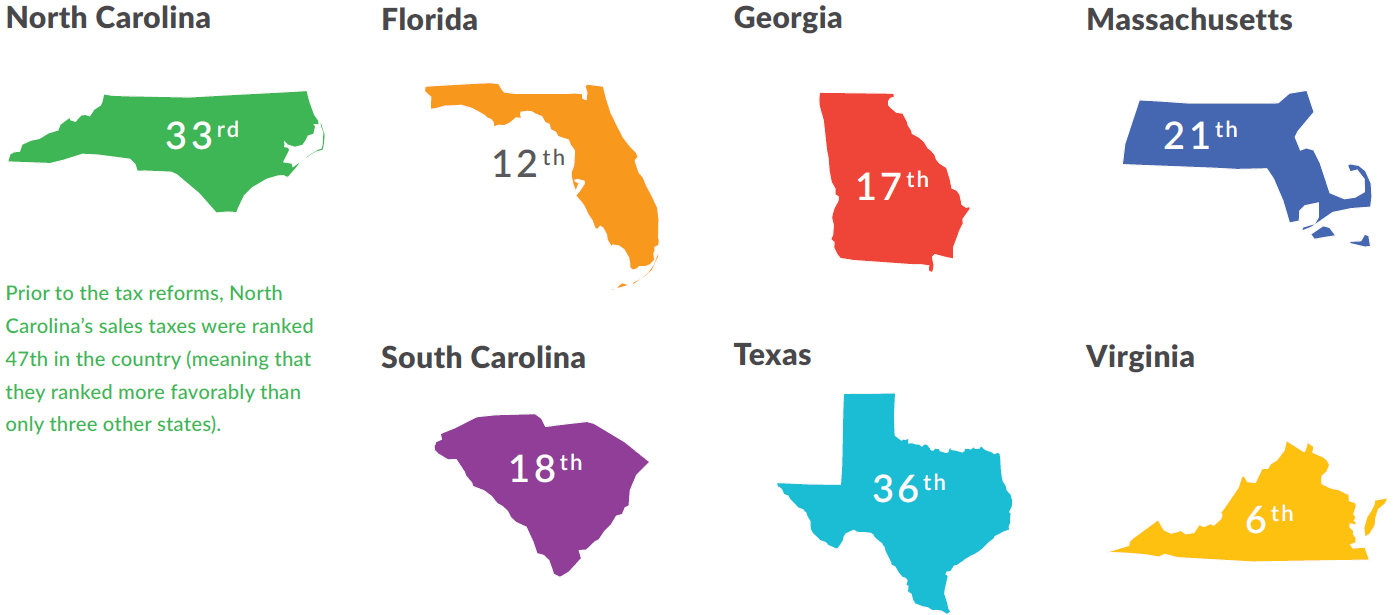 North Carolina
33rd
Prior to the tax reforms, North
Carolina’s sales taxes were ranked
47th in the country (meaning that
they ranked more favorably than
only three other states).
Florida
12th
Georgia
17th
Massachusetts
21th
South Carolina
18th
Texas
36th
Virginia
6th